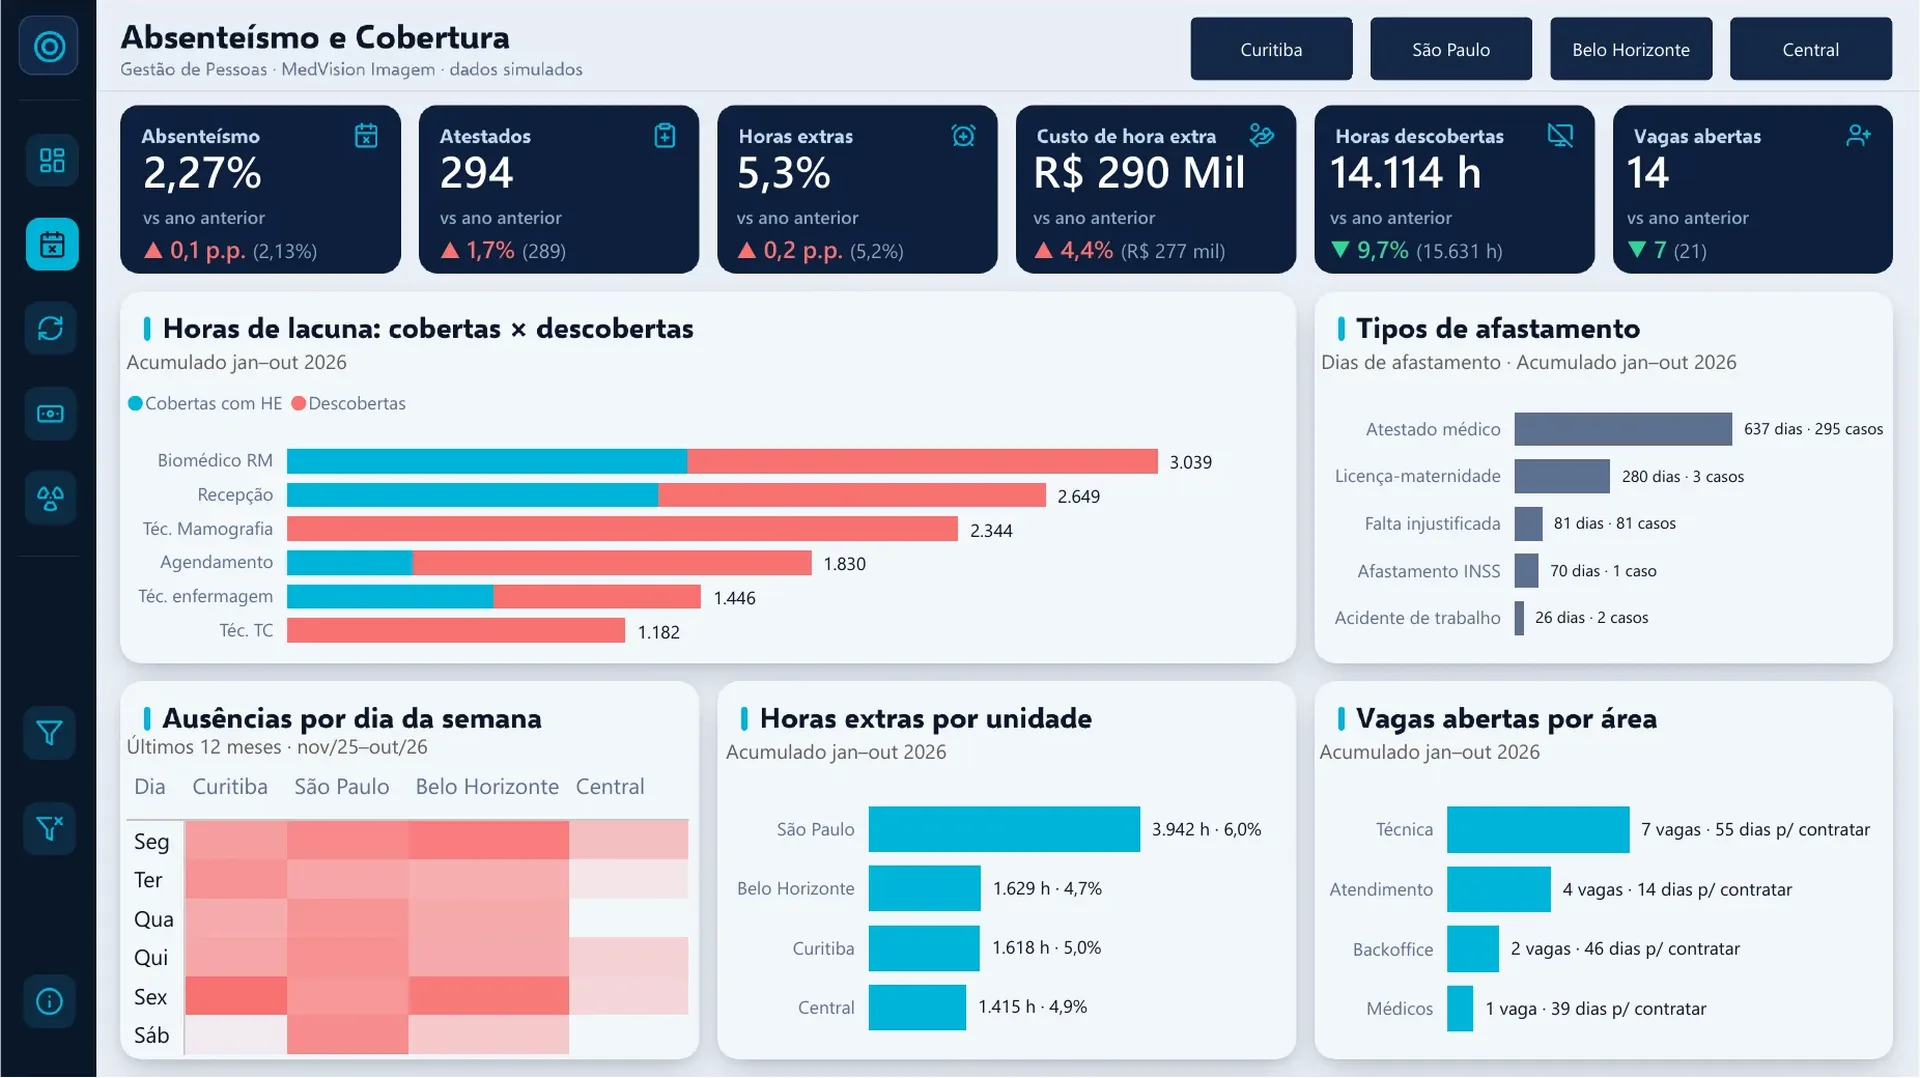 Absenteísmo e Cobertura
Gestão de Pessoas · MedVision Imagem · dados simulados
Curitiba
São Paulo
Belo Horizonte
Central
Absenteísmo
2,27%
vs ano anterior
▲ 0,1 p.p. (2,13%)
Atestados
294
vs ano anterior
▲ 1,7% (289)
Horas extras
5,3%
vs ano anterior
▲ 0,2 p.p. (5,2%)
Custo de hora extra
R$ 290 Mil
vs ano anterior
▲ 4,4% (R$ 277 mil)
Horas descobertas
14.114 h
vs ano anterior
▼ 9,7% (15.631 h)
Vagas abertas
14
vs ano anterior
▼ 7 (21)
Horas de lacuna: cobertas × descobertas
Acumulado jan–out 2026
Cobertas com HE Descobertas
Biomédico RM 3.039
Recepção 2.649
Téc. Mamografia 2.344
Agendamento 1.830
Téc. enfermagem 1.446
Téc. TC 1.182
Tipos de afastamento
Dias de afastamento · Acumulado jan–out 2026
Atestado médico 637 dias · 295 casos
Licença-maternidade 280 dias · 3 casos
Falta injustificada 81 dias · 81 casos
Afastamento INSS 70 dias · 1 caso
Acidente de trabalho 26 dias · 2 casos
Ausências por dia da semana
Últimos 12 meses · nov/25–out/26
Dia Curitiba São Paulo Belo Horizonte Central
Seg
Ter
Qua
Qui
Sex
Sáb
Horas extras por unidade
Acumulado jan–out 2026
São Paulo 3.942 h · 6,0%
Belo Horizonte 1.629 h · 4,7%
Curitiba 1.618 h · 5,0%
Central 1.415 h · 4,9%
Vagas abertas por área
Acumulado jan–out 2026
Técnica 7 vagas · 55 dias p/ contratar
Atendimento 4 vagas · 14 dias p/ contratar
Backoffice 2 vagas · 46 dias p/ contratar
Médicos 1 vaga · 39 dias p/ contratar